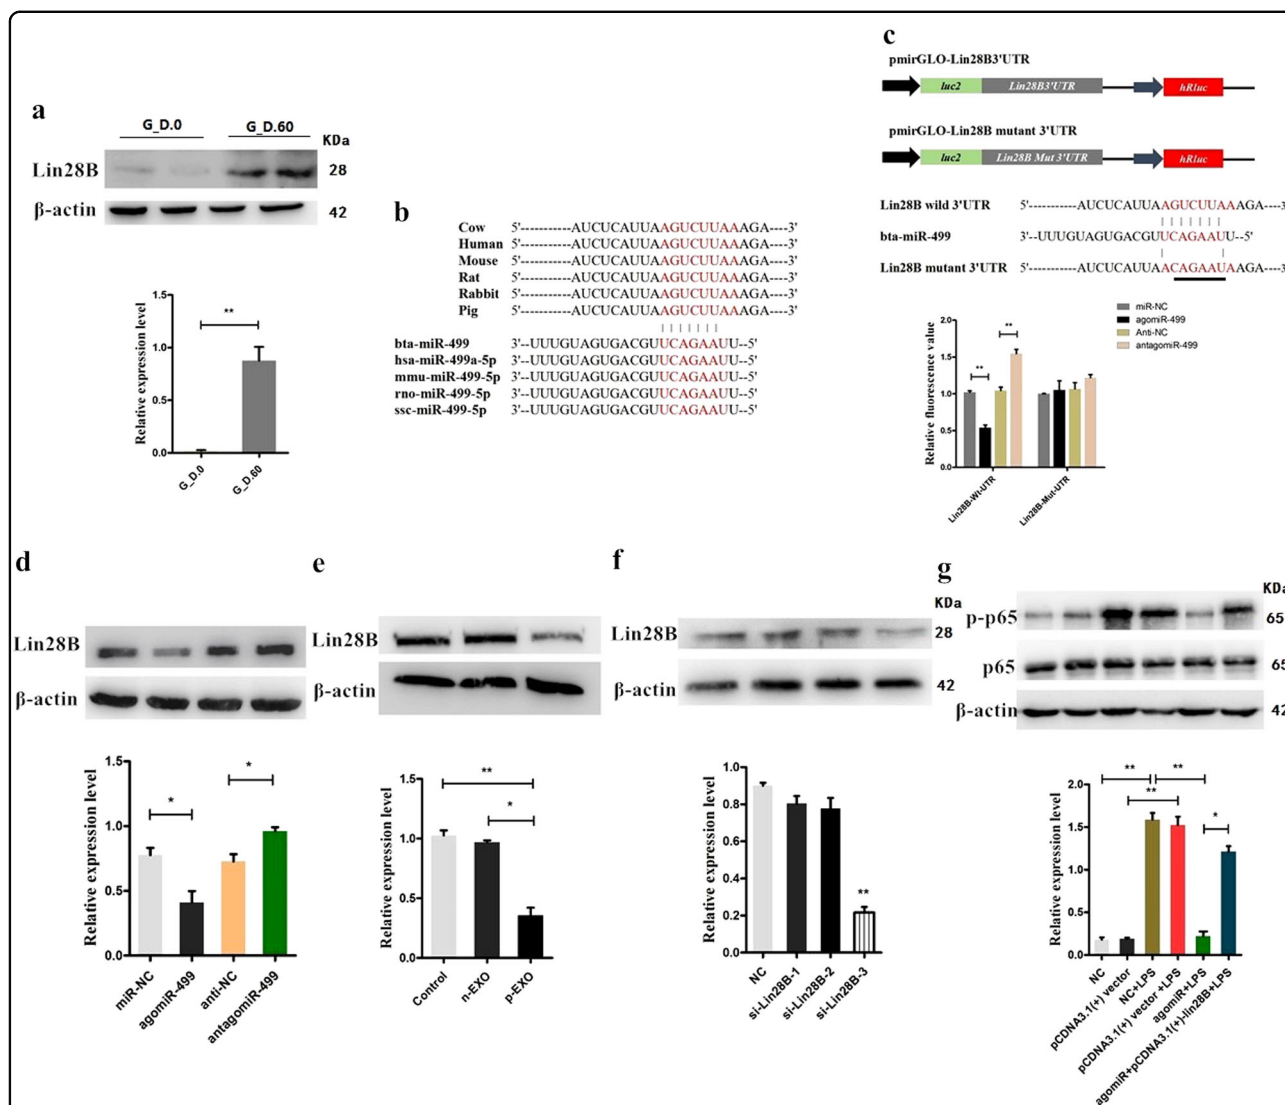 a
G_D.0 G_D.60
KDa
Lin28B 28
β-actin 42
Relative expression level
1.5
1.0
0.5
0.0
**
G_D.0 G_D.60
b
Cow 5'-----------AUCUCAUUAAGUCUUAAAGA----3'
Human 5'-----------AUCUCAUUAAGUCUUAAAGA----3'
Mouse 5'-----------AUCUCAUUAAGUCUUAAAGA----3'
Rat 5'-----------AUCUCAUUAAGUCUUAAAGA----3'
Rabbit 5'-----------AUCUCAUUAAGUCUUAAAGA----3'
Pig 5'-----------AUCUCAUUAAGUCUUAAAGA----3'
bta-miR-499 3'--UUUGUAGUGACGUUCAGAAUU--5'
hsa-miR-499a-5p 3'--UUUGUAGUGACGUUCAGAAUU--5'
mmu-miR-499-5p 3'--UUUGUAGUGACGUUCAGAAUU--5'
rno-miR-499-5p 3'--UUUGUAGUGACGUUCAGAAUU--5'
ssc-miR-499-5p 3'--UUUGUAGUGACGUUCAGAAUU--5'
c
pmirGLO-Lin28B3'UTR
luc2 Lin28B3'UTR hRluc
pmirGLO-Lin28B mutant 3'UTR
luc2 Lin28B Mut 3'UTR hRluc
Lin28B wild 3'UTR 5'-----------AUCUCAUUAAGUCUUAAAGA----3'
bta-miR-499 3'--UUUGUAGUGACGUUCAGAAUU--5'
Lin28B mutant 3'UTR 5'-----------AUCUCAUUAACAGAAUAAGA----3'
Relative fluorescence value
2.0
1.5
1.0
0.5
0.0
**
**
miR-NC
agomiR-499
Anti-NC
antagomiR-499
Lin28B-Wt-UTR Lin28B-Mut-UTR
d
Lin28B
β-actin
Relative expression level
1.5
1.0
0.5
0.0
*
*
miR-NC agomiR-499 anti-NC antagomiR-499
e
Lin28B
β-actin
Relative expression level
1.5
1.0
0.5
0.0
**
*
Control n-EXO p-EXO
f
KDa
Lin28B 28
β-actin 42
Relative expression level
1.0
0.8
0.6
0.4
0.2
0.0
**
NC si-Lin28B-1 si-Lin28B-2 si-Lin28B-3
g
KDa
p-p65 65
p65 65
β-actin 42
Relative expression level
2.0
1.5
1.0
0.5
0.0
** **
**
*
NC
pCDNA3.1(+) vector
NC+LPS
pCDNA3.1(+) vector +LPS
agomiR+LPS
agomiR+pCDNA3.1(+)-lin28B+LPS